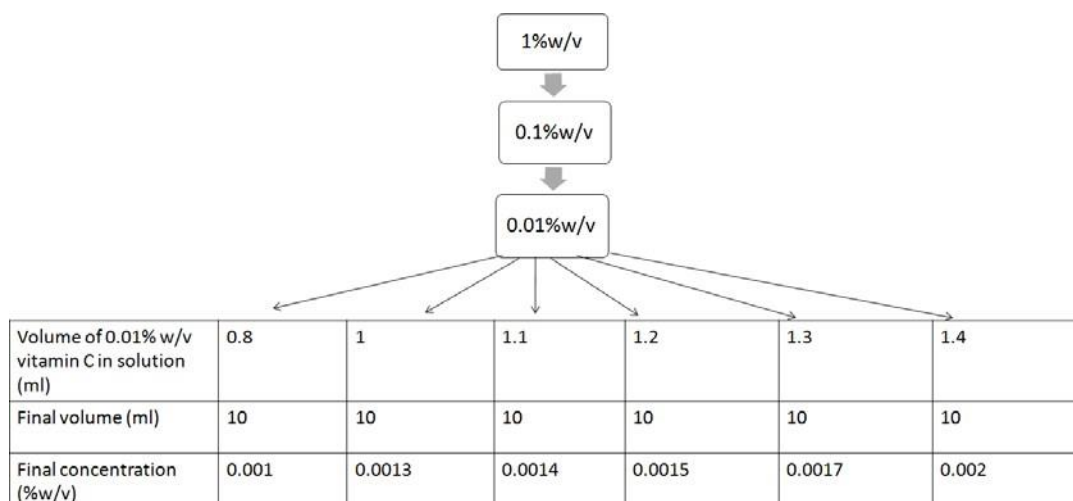 1%w/v
0.1%w/v
0.01%w/v
Volume of 0.01% w/v
vitamin C in solution
(ml)
0.8 1 1.1 1.2 1.3 1.4
Final volume (ml) 10 10 10 10 10 10
Final concentration
(%w/v)
0.001 0.0013 0.0014 0.0015 0.0017 0.002